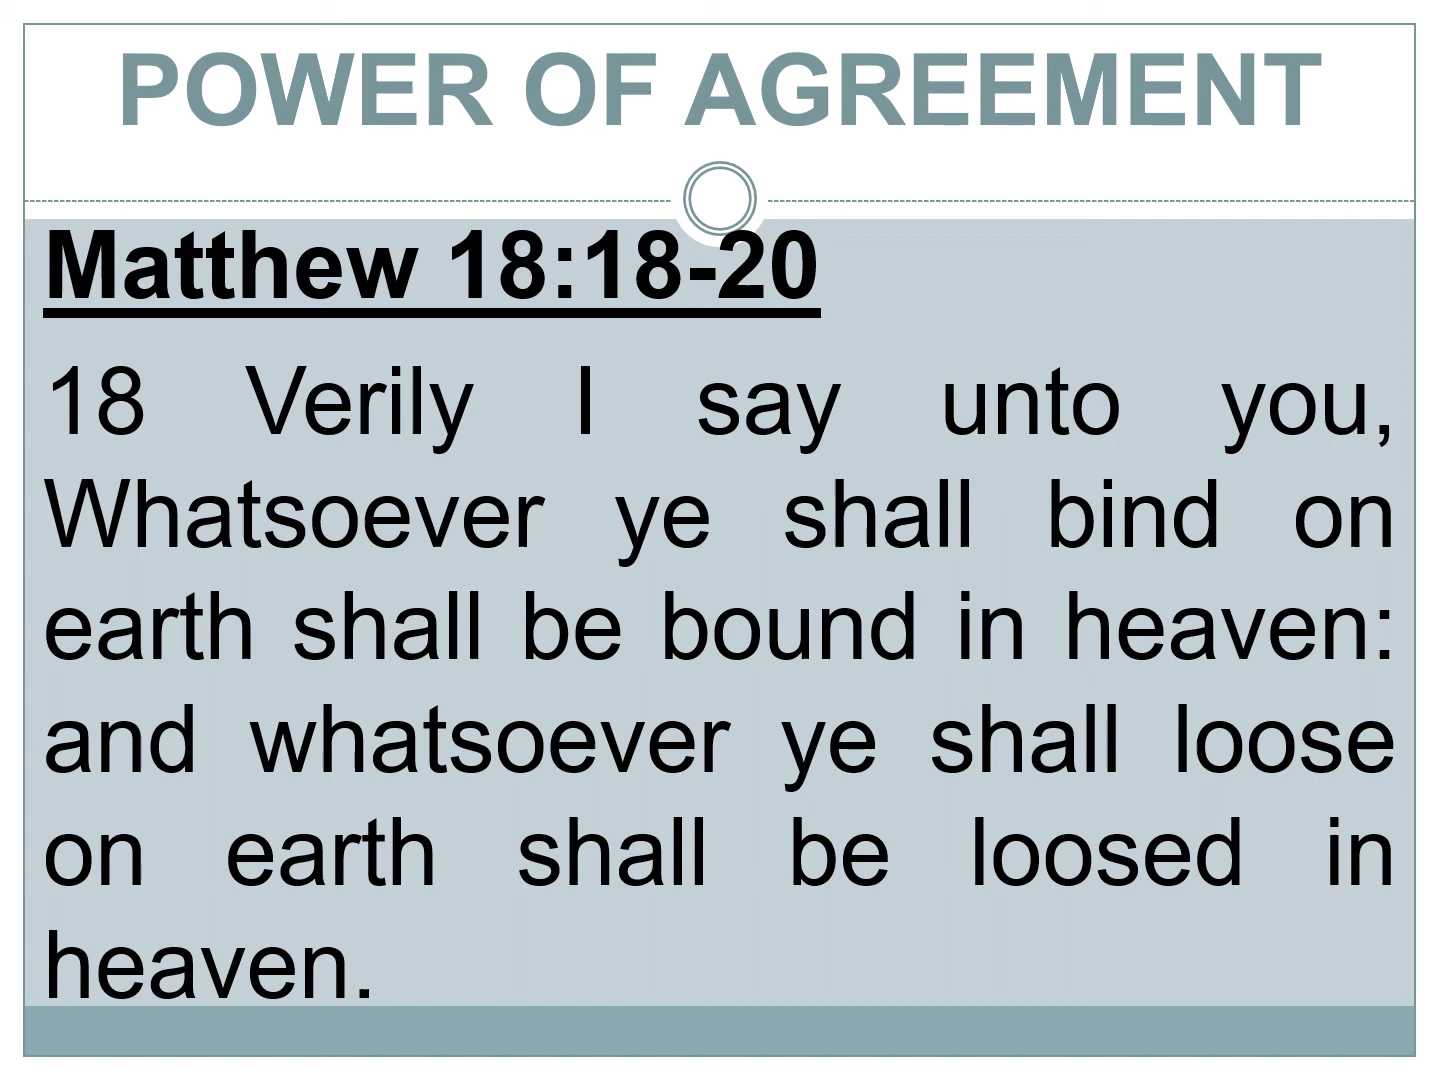 POWER OF AGREEMENT
Matthew 18:18-20
18 Verily I say unto you,
Whatsoever ye shall bind on
earth shall be bound in heaven:
and whatsoever ye shall loose
on earth shall be loosed in
heaven.